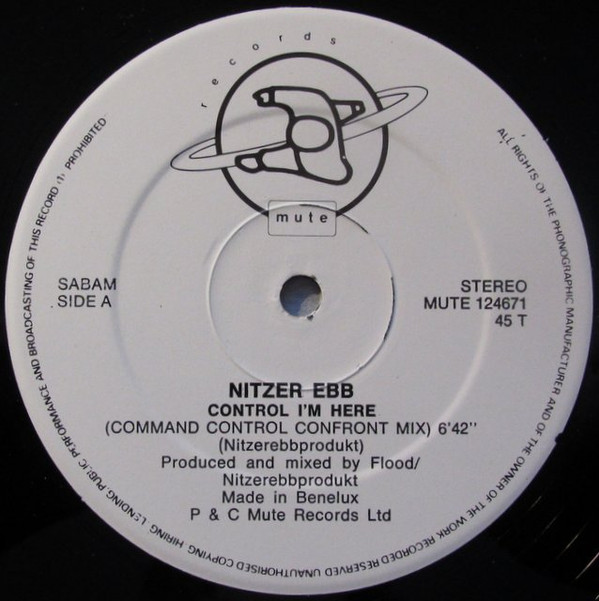 records
mute
SABAM
SIDE A
STEREO
MUTE 124671
45 T
NITZER EBB
CONTROL I'M HERE
(COMMAND CONTROL CONFRONT MIX) 6'42''
(Nitzerebbprodukt)
Produced and mixed by Flood/
Nitzerebbprodukt
Made in Benelux
P & C Mute Records Ltd
ALL RIGHTS OF THE PHONOGRAPHIC MANUFACTURER AND OF THE OWNER OF THE WORK RECORDED RESERVED UNAUTHORISED COPYING HIRING, LENDING, PUBLIC PERFORMANCE AND BROADCASTING OF THIS RECORD (1) PROHIBITED